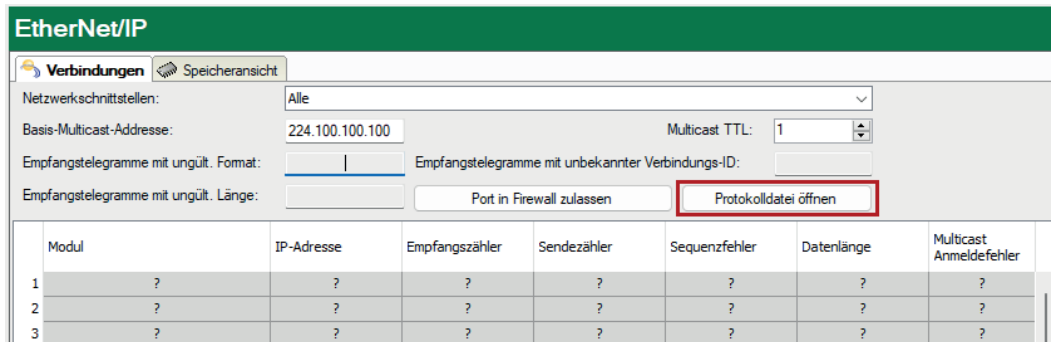 EtherNet/IP
Verbindungen Speicheransicht
Netzwerkschnittstellen: Alle
Basis-Multicast-Addresse: 224.100.100.100 Multicast TTL: 1
Empfangstelegramme mit ungült. Format: Empfangstelegramme mit unbekannter Verbindungs-ID:
Empfangstelegramme mit ungült. Länge: Port in Firewall zulassen Protokolldatei öffnen
Modul IP-Adresse Empfangszähler Sendezähler Sequenzfehler Datenlänge Multicast Anmeldefehler
1 ? ? ? ? ? ? ?
2 ? ? ? ? ? ? ?
3 ? ? ? ? ? ? ?